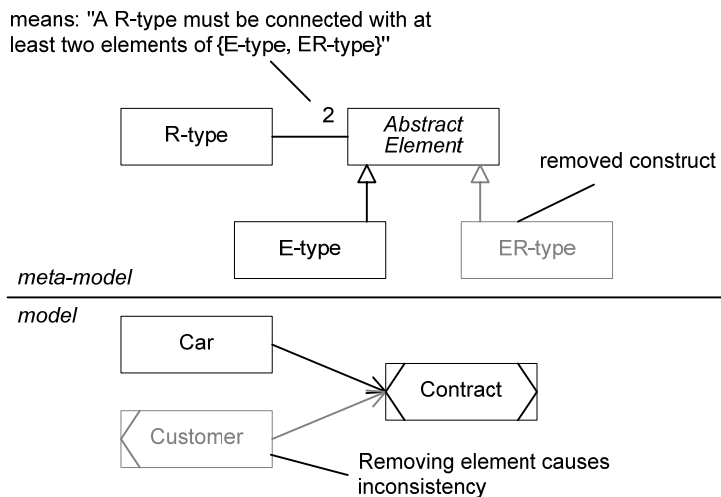 means: "A R-type must be connected with at
least two elements of {E-type, ER-type}"
2
R-type
Abstract
Element
removed construct
E-type
ER-type
meta-model
model
Car
Contract
Customer
Removing element causes
inconsistency